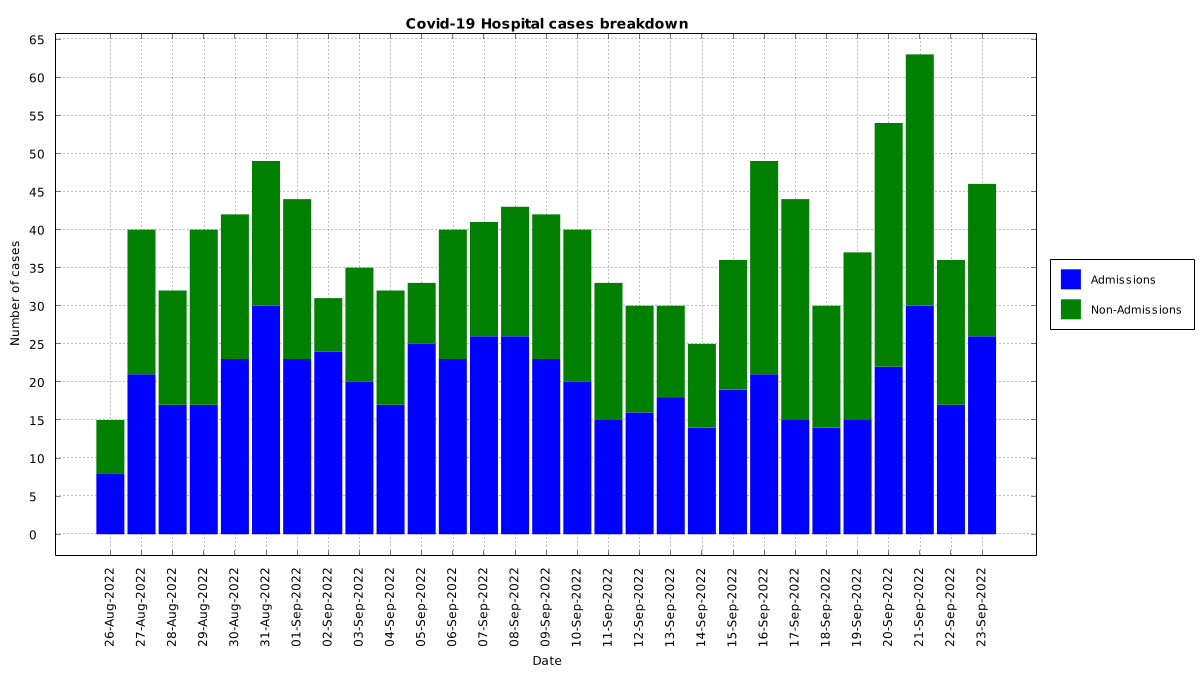 Covid-19 Hospital cases breakdown
65
60
55
50
45
40
35
30
25
20
15
10
5
0
Number of cases
26-Aug-2022
27-Aug-2022
28-Aug-2022
29-Aug-2022
30-Aug-2022
31-Aug-2022
01-Sep-2022
02-Sep-2022
03-Sep-2022
04-Sep-2022
05-Sep-2022
06-Sep-2022
07-Sep-2022
08-Sep-2022
09-Sep-2022
10-Sep-2022
11-Sep-2022
12-Sep-2022
13-Sep-2022
14-Sep-2022
15-Sep-2022
16-Sep-2022
17-Sep-2022
18-Sep-2022
19-Sep-2022
20-Sep-2022
21-Sep-2022
22-Sep-2022
23-Sep-2022
Date
Admissions
Non-Admissions